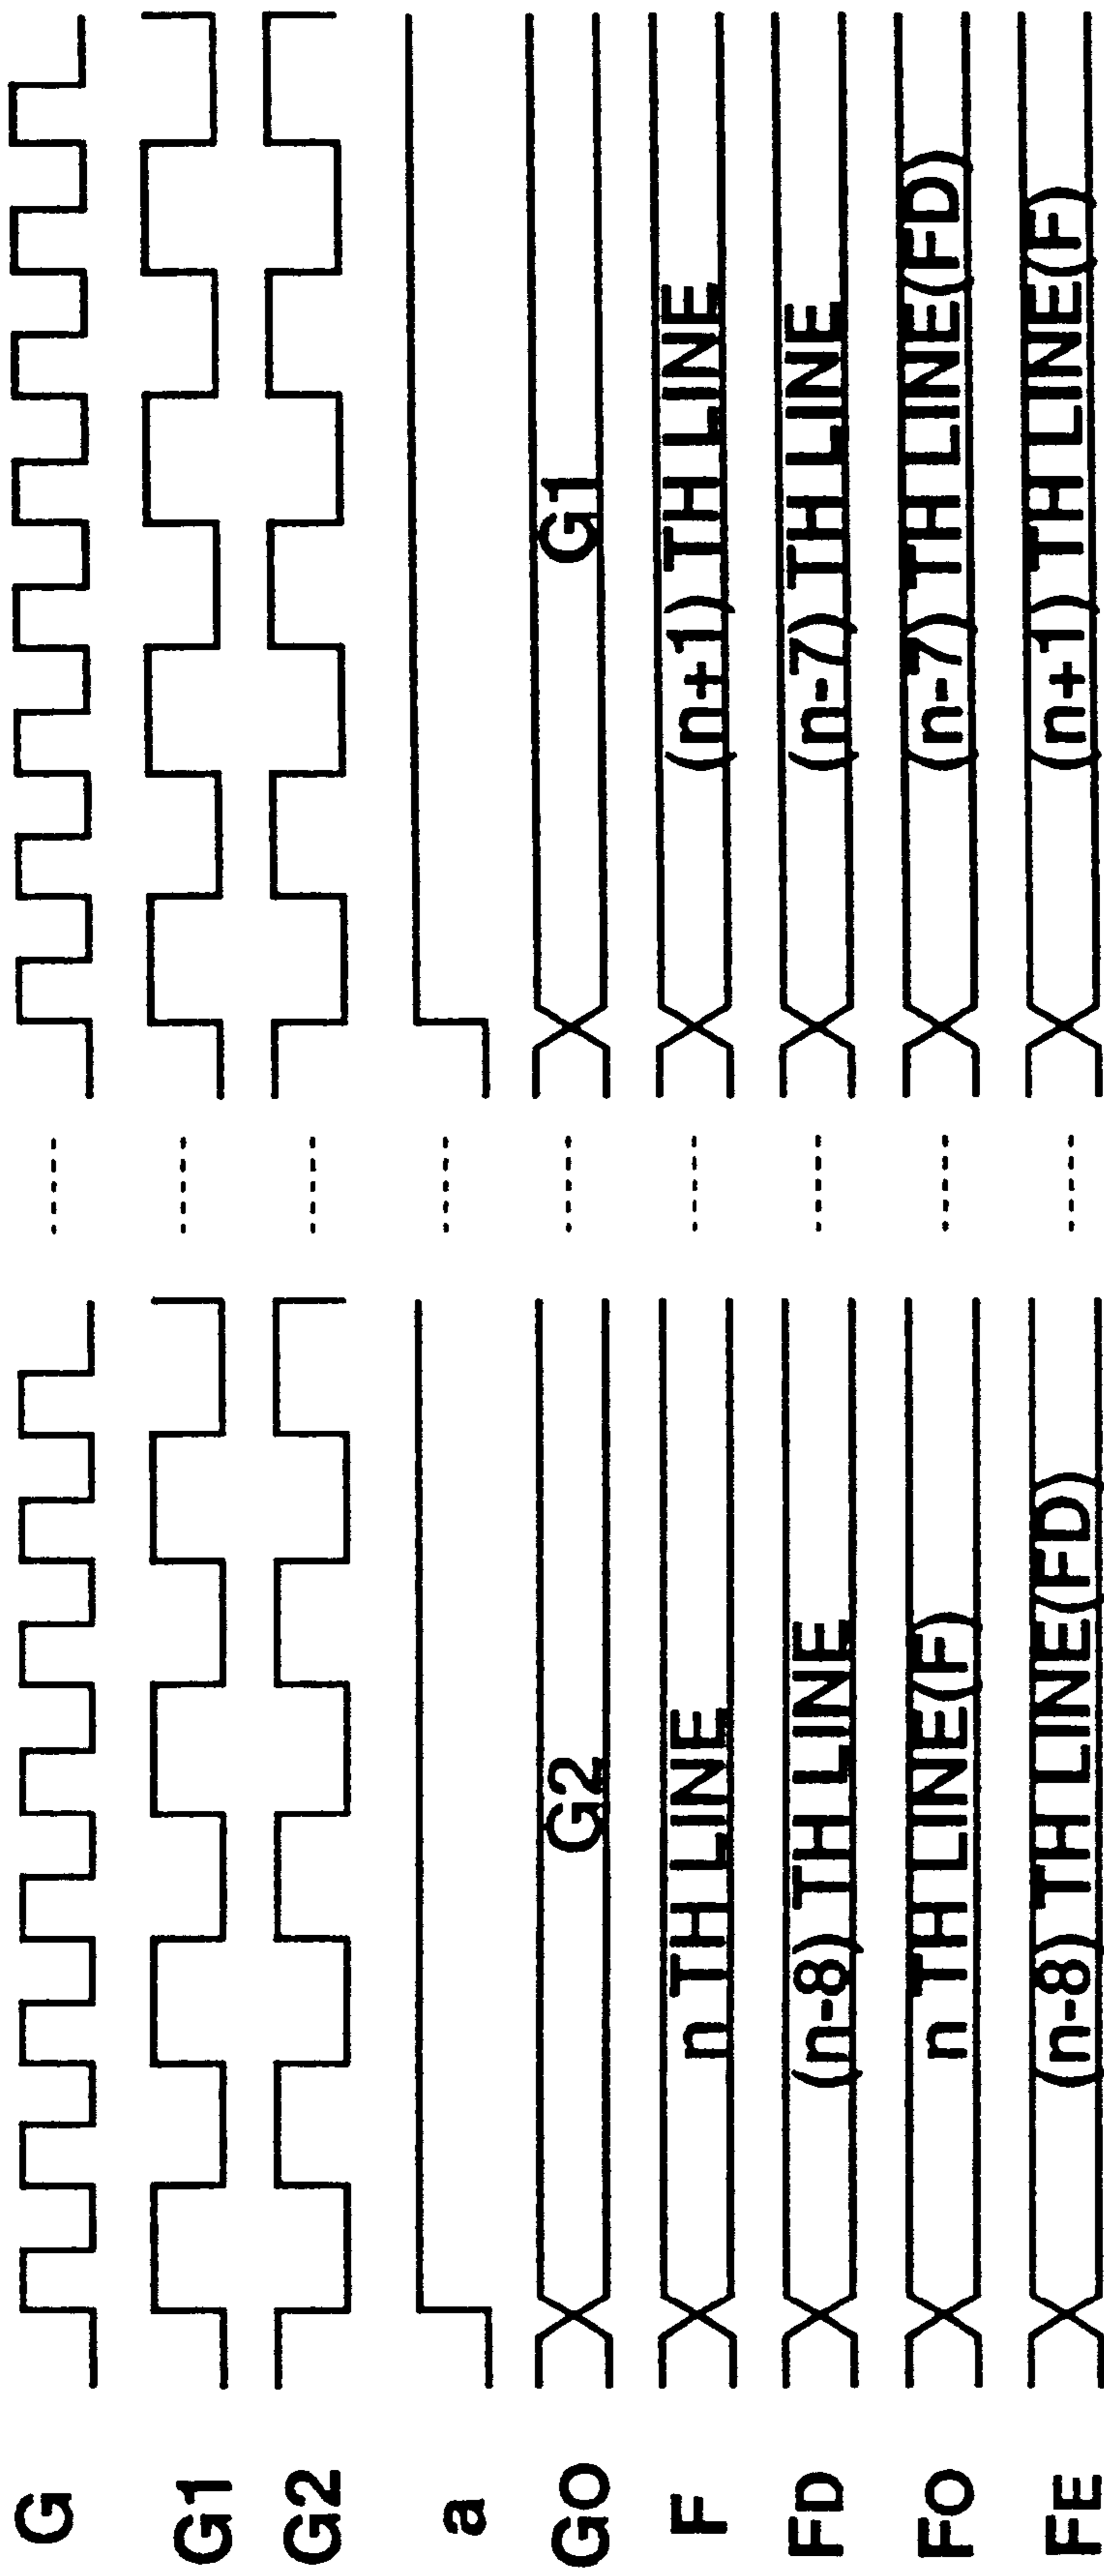 G
G1
G2
a
GO G2 G1
F n TH LINE (n+1) TH LINE
FD (n-8) TH LINE (n-7) TH LINE
FO n TH LINE(F) (n-7) TH LINE(FD)
FE (n-8) TH LINE(FD) (n+1) TH LINE(F)